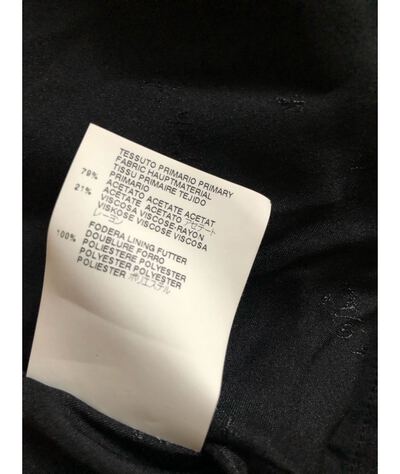 TESSUTO PRIMARIO PRIMARY
FABRIC HAUPTMATERIAL
TISSU PRIMAIRE TEJIDO
PRIMARIO
79% ACETATO ACETATE ACETAT
ACETATE ACETATO アセテート
21% VISCOSA VISCOSE-RAYON
レーヨン
VISKOSE VISCOSE VISCOSA
FODERA LINING FUTTER
DOUBLURE FORRO
100% POLIESTERE POLYESTER
POLYESTER POLYESTER
POLIESTER ポリエステル